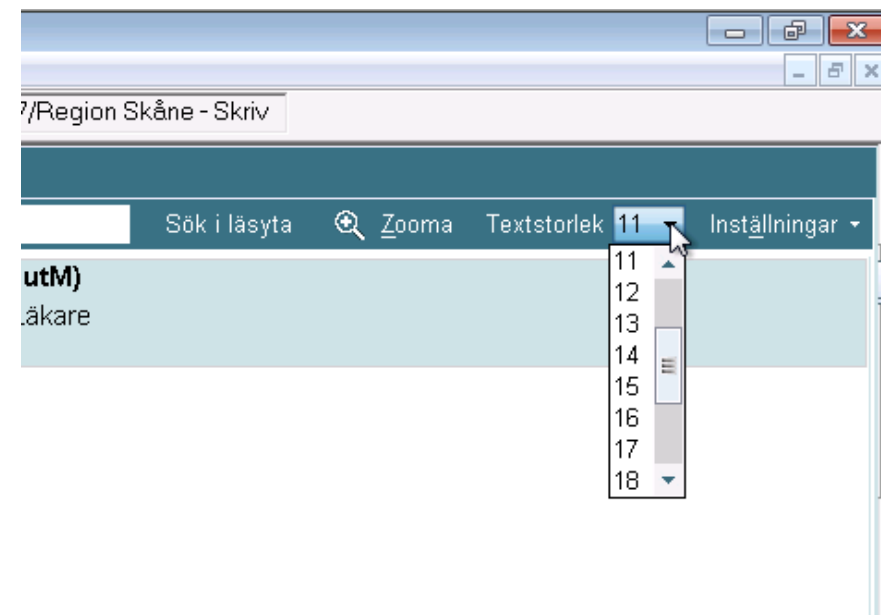 7/Region Skåne - Skriv
Sök i läsyta Zooma Textstorlek 11 Inställningar
utM)
äkare
11
12
13
14
15
16
17
18